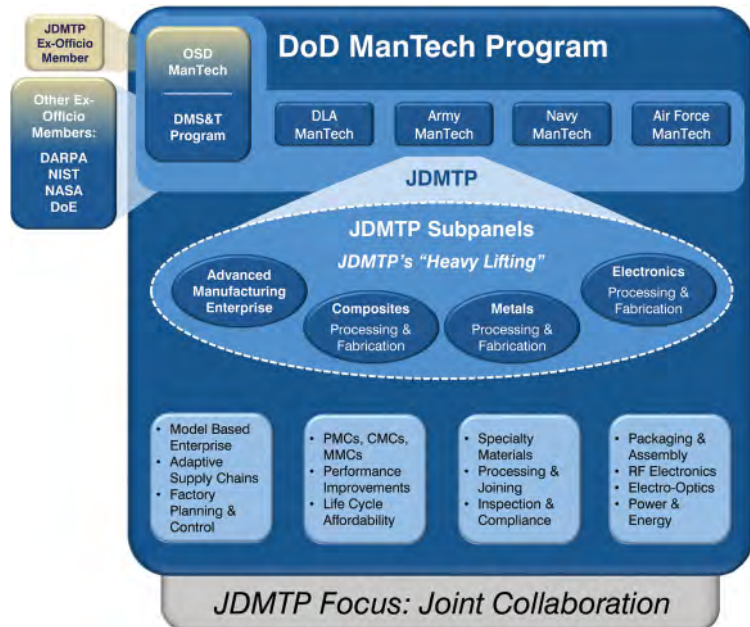 JDMTP
Ex-Officio
Member
Other Ex-
Officio
Members:
DARPA
NIST
NASA
DoE
OSD
ManTech
DMS&T
Program
DoD ManTech Program
DLA
ManTech
Army
ManTech
Navy
ManTech
Air Force
ManTech
JDMTP
JDMTP Subpanels
JDMTP's "Heavy Lifting"
Advanced
Manufacturing
Enterprise
Composites
Processing &
Fabrication
Metals
Processing &
Fabrication
Electronics
Processing &
Fabrication
• Model Based
Enterprise
• Adaptive
Supply Chains
• Factory
Planning &
Control
• PMCs, CMCs,
MMCs
• Performance
Improvements
• Life Cycle
Affordability
• Specialty
Materials
• Processing &
Joining
• Inspection &
Compliance
• Packaging &
Assembly
• RF Electronics
• Electro-Optics
• Power &
Energy
JDMTP Focus: Joint Collaboration